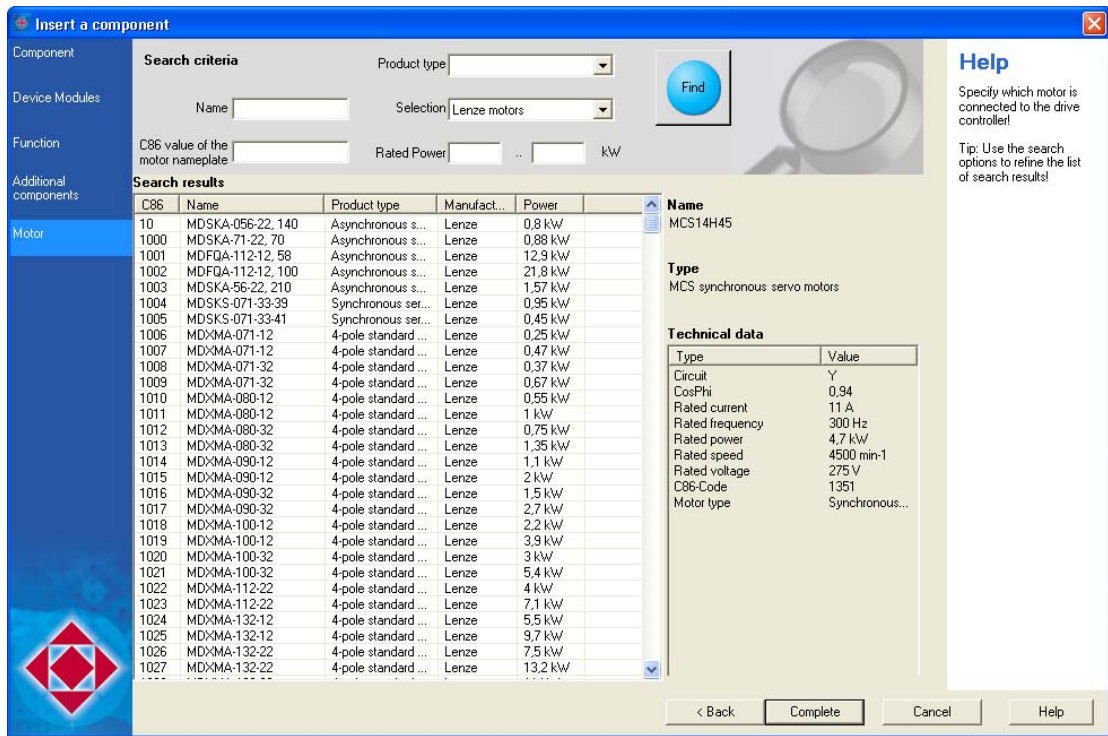 Insert a component
Component
Device Modules
Function
Additional
components
Motor
Search criteria
Product type
Name
Selection Lenze motors
C86 value of the
motor nameplate
Rated Power .. kW
Find
Search results
C86 Name Product type Manufact... Power
10 MDSKA-056-22, 140 Asynchronous s... Lenze 0,8 kW
1000 MDSKA-71-22, 70 Asynchronous s... Lenze 0,88 kW
1001 MDFQA-112-12, 58 Asynchronous s... Lenze 12,9 kW
1002 MDFQA-112-12, 100 Asynchronous s... Lenze 21,8 kW
1003 MDSKA-56-22, 210 Asynchronous s... Lenze 1,57 kW
1004 MDSKS-071-33-39 Synchronous ser... Lenze 0,95 kW
1005 MDSKS-071-33-41 Synchronous ser... Lenze 0,45 kW
1006 MDXMA-071-12 4-pole standard ... Lenze 0,25 kW
1007 MDXMA-071-12 4-pole standard ... Lenze 0,47 kW
1008 MDXMA-071-32 4-pole standard ... Lenze 0,37 kW
1009 MDXMA-071-32 4-pole standard ... Lenze 0,67 kW
1010 MDXMA-080-12 4-pole standard ... Lenze 0,55 kW
1011 MDXMA-080-12 4-pole standard ... Lenze 1 kW
1012 MDXMA-080-32 4-pole standard ... Lenze 0,75 kW
1013 MDXMA-080-32 4-pole standard ... Lenze 1,35 kW
1014 MDXMA-090-12 4-pole standard ... Lenze 1,1 kW
1015 MDXMA-090-12 4-pole standard ... Lenze 2 kW
1016 MDXMA-090-32 4-pole standard ... Lenze 1,5 kW
1017 MDXMA-090-32 4-pole standard ... Lenze 2,7 kW
1018 MDXMA-100-12 4-pole standard ... Lenze 2,2 kW
1019 MDXMA-100-12 4-pole standard ... Lenze 3,9 kW
1020 MDXMA-100-32 4-pole standard ... Lenze 3 kW
1021 MDXMA-100-32 4-pole standard ... Lenze 5,4 kW
1022 MDXMA-112-22 4-pole standard ... Lenze 4 kW
1023 MDXMA-112-22 4-pole standard ... Lenze 7,1 kW
1024 MDXMA-132-12 4-pole standard ... Lenze 5,5 kW
1025 MDXMA-132-12 4-pole standard ... Lenze 9,7 kW
1026 MDXMA-132-22 4-pole standard ... Lenze 7,5 kW
1027 MDXMA-132-22 4-pole standard ... Lenze 13,2 kW
Name
MCS14H45
Type
MCS synchronous servo motors
Technical data
Type Value
Circuit Y
CosPhi 0,94
Rated current 11 A
Rated frequency 300 Hz
Rated power 4,7 kW
Rated speed 4500 min-1
Rated voltage 275 V
C86-Code 1351
Motor type Synchronous...
Help
Specify which motor is
connected to the drive
controller!
Tip: Use the search
options to refine the list
of search results!
< Back Complete Cancel Help